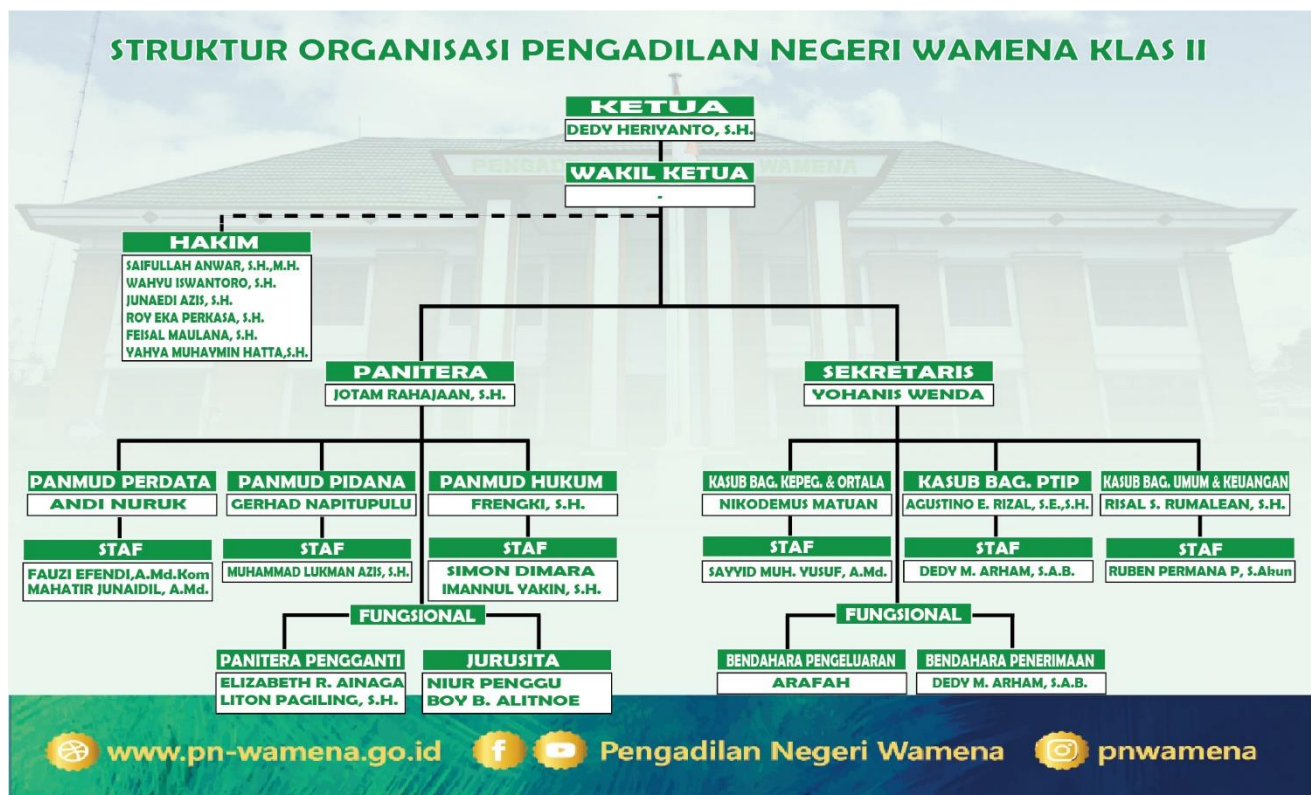 STRUKTUR ORGANISASI PENGADILAN NEGERI WAMENA KLAS II
KETUA
DEDY HERIYANTO, S.H.
PENGADILAN NEGERI WAMENA
WAKIL KETUA
-
HAKIM
SAIFULLAH ANWAR, S.H.,M.H.
WAHYU ISWANTORO, S.H.
JUNAEDI AZIS, S.H.
ROY EKA PERKASA, S.H.
FEISAL MAULANA, S.H.
YAHYA MUHAYMIN HATTA,S.H.
PANITERA
JOTAM RAHAJAAN, S.H.
SEKRETARIS
YOHANIS WENDA
PANMUD PERDATA
ANDI NURUK
STAF
FAUZI EFENDI,A.Md.Kom
MAHATIR JUNAIDIL, A.Md.
PANMUD PIDANA
GERHAD NAPITUPULU
STAF
MUHAMMAD LUKMAN AZIS, S.H.
PANMUD HUKUM
FRENGKI, S.H.
STAF
SIMON DIMARA
IMANNUL YAKIN, S.H.
FUNGSIONAL
PANITERA PENGGANTI
ELIZABETH R. AINAGA
LITON PAGILING, S.H.
JURUSITA
NIUR PENGGU
BOY B. ALITNOE
KASUB BAG. KEPEG. & ORTALA
NIKODEMUS MATUAN
STAF
SAYYID MUH. YUSUF, A.Md.
KASUB BAG. PTIP
AGUSTINO E. RIZAL, S.E.,S.H.
STAF
DEDY M. ARHAM, S.A.B.
KASUB BAG. UMUM & KEUANGAN
RISAL S. RUMALEAN, S.H.
STAF
RUBEN PERMANA P, S.Akun
FUNGSIONAL
BENDAHARA PENGELUARAN
ARAFAH
BENDAHARA PENERIMAAN
DEDY M. ARHAM, S.A.B.
www.pn-wamena.go.id
Pengadilan Negeri Wamena
pnwamena